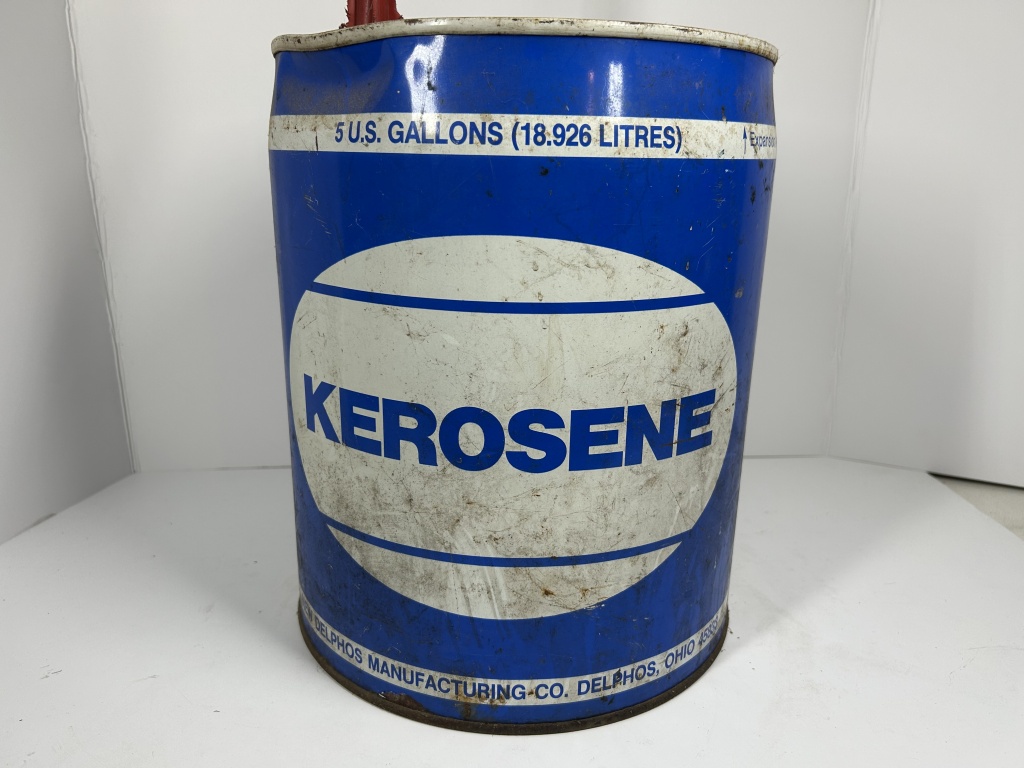 5 U.S. GALLONS (18.926 LITRES)
KEROSENE
DELPHOS MANUFACTURING CO. DELPHOS, OHIO